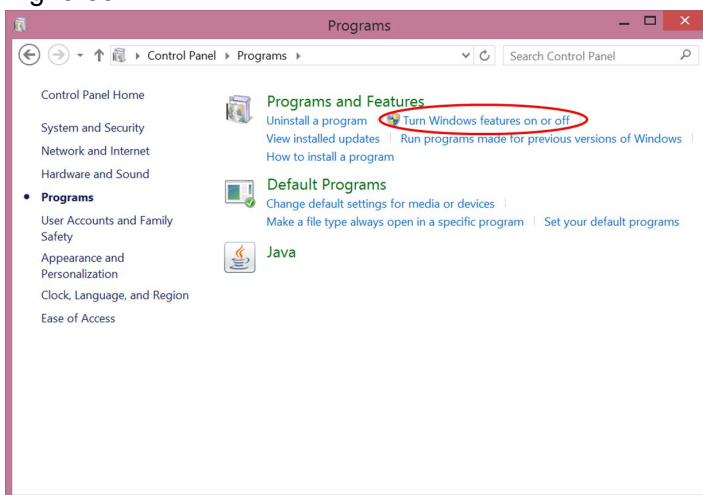 Programs
Control Panel Programs Search Control Panel
Control Panel Home
System and Security
Network and Internet
Hardware and Sound
Programs
User Accounts and Family
Safety
Appearance and
Personalization
Clock, Language, and Region
Ease of Access
Programs and Features
Uninstall a program Turn Windows features on or off
View installed updates Run programs made for previous versions of Windows
How to install a program
Default Programs
Change default settings for media or devices
Make a file type always open in a specific program Set your default programs
Java